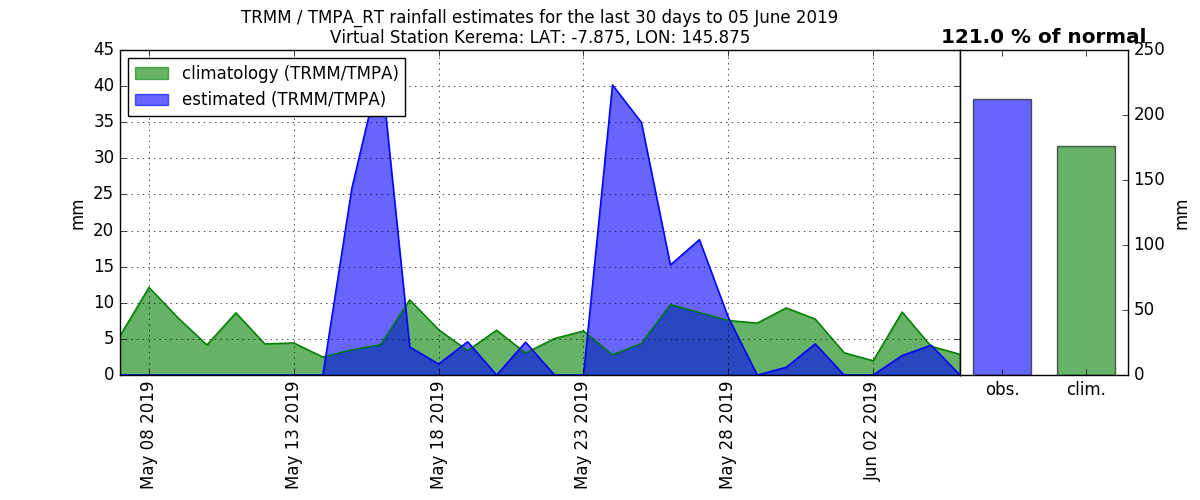 TRMM / TMPA_RT rainfall estimates for the last 30 days to 05 June 2019
Virtual Station Kerema: LAT: -7.875, LON: 145.875
121.0 % of normal
climatology (TRMM/TMPA)
estimated (TRMM/TMPA)
mm
45
40
35
30
25
20
15
10
5
0
May 08 2019
May 13 2019
May 18 2019
May 23 2019
May 28 2019
Jun 02 2019
obs.
clim.
250
200
150
100
50
0
mm